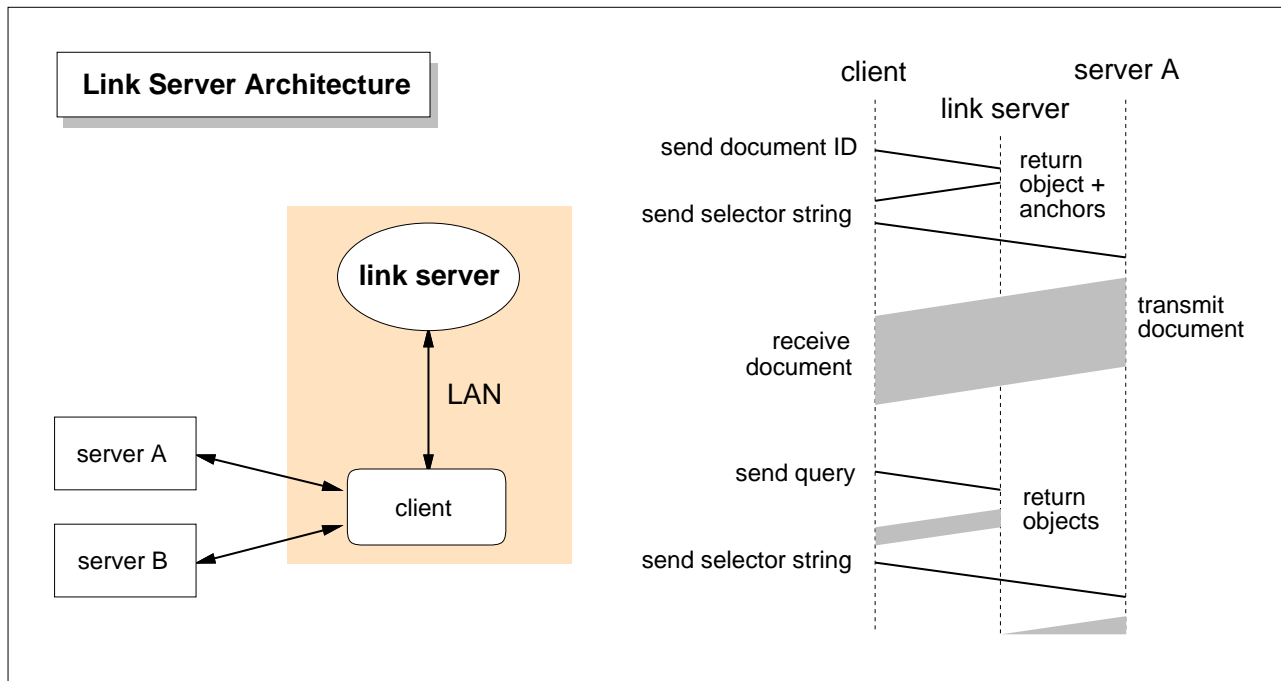 Link Server Architecture
link server
LAN
server A
client
server B
client
server A
link server
send document ID
return
object +
anchors
send selector string
transmit
document
receive
document
send query
return
objects
send selector string